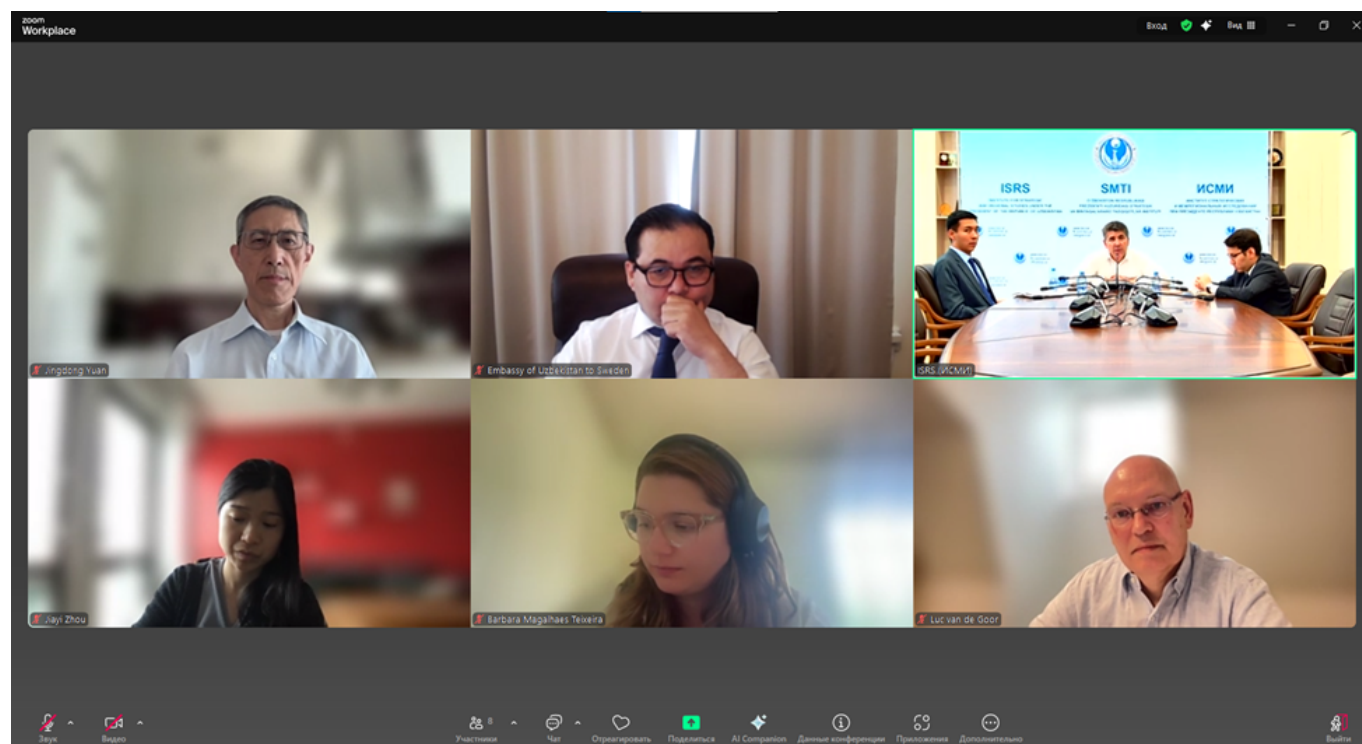 zoom
Workplace
Вход
Вид
ISRS
SMTI
ИСМИ
Jingdong Yuan
Embassy of Uzbekistan to Sweden
ISRS (ИСМИ)
Jiayi Zhou
Barbara Magalhaes Teixeira
Luc van de Goor
8
Звук
Видео
Участники
Чат
Отреагировать
Поделиться
AI Companion
Данные конференции
Приложения
Дополнительно
Выйти